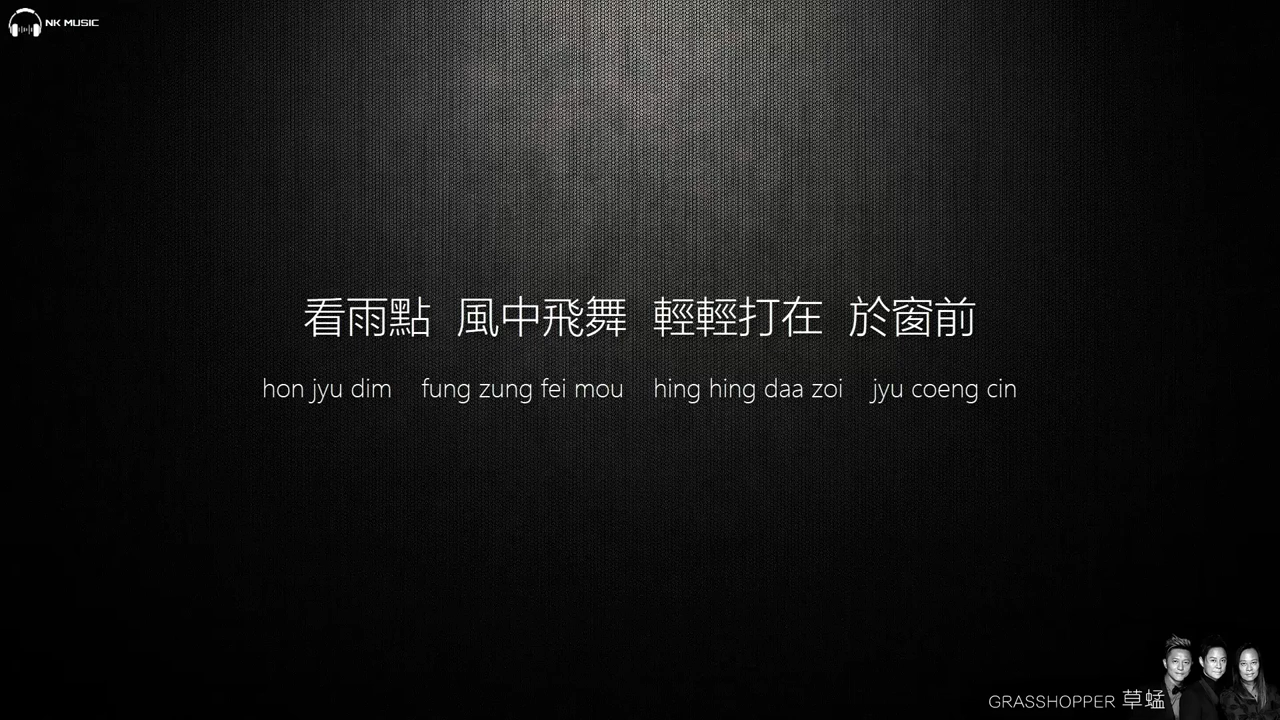 NK MUSIC
看雨點 風中飛舞 輕輕打在 於窗前
hon jyu dim fung zung fei mou hing hing daa zoi jyu coeng cin
GRASSHOPPER 草蜢